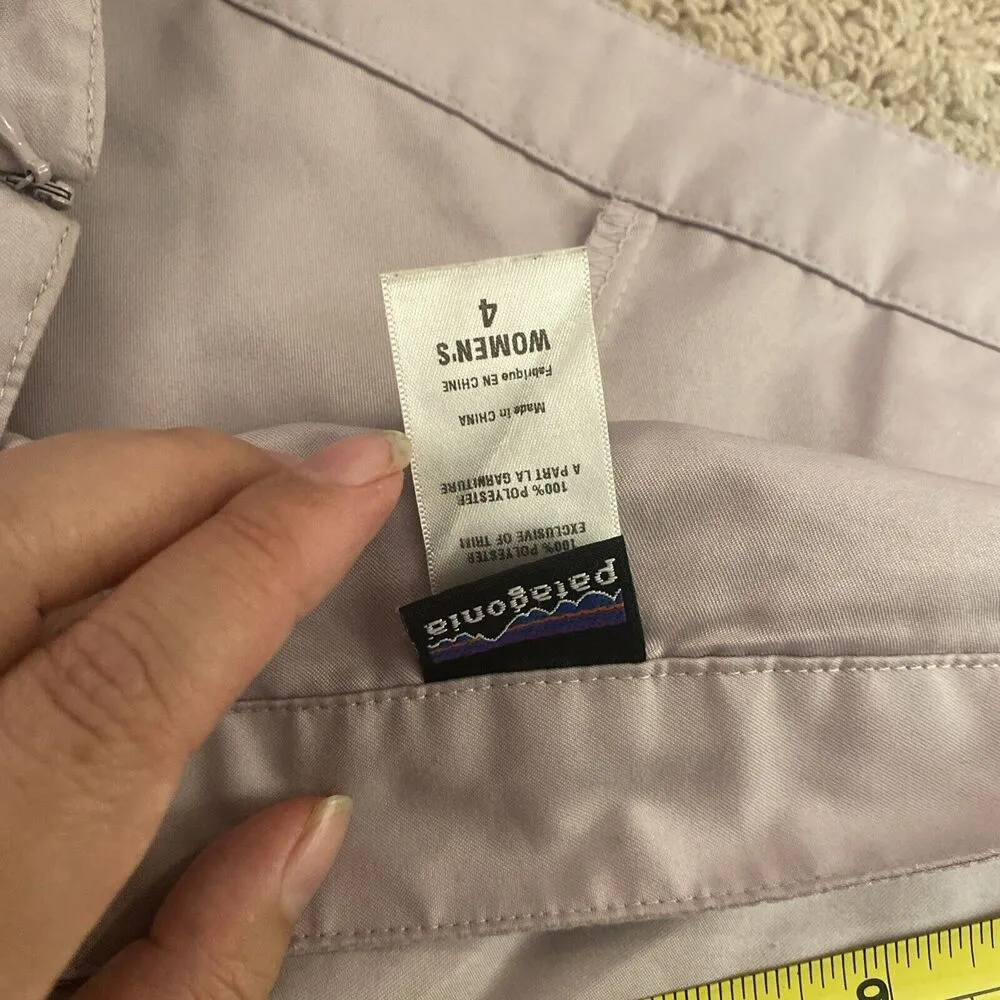 patagonia
100% POLYESTER
EXCLUSIVE OF TRIM
100% POLYESTER
A PART LA GARNITURE
Made in CHINA
Fabriqué EN CHINE
WOMEN'S
4